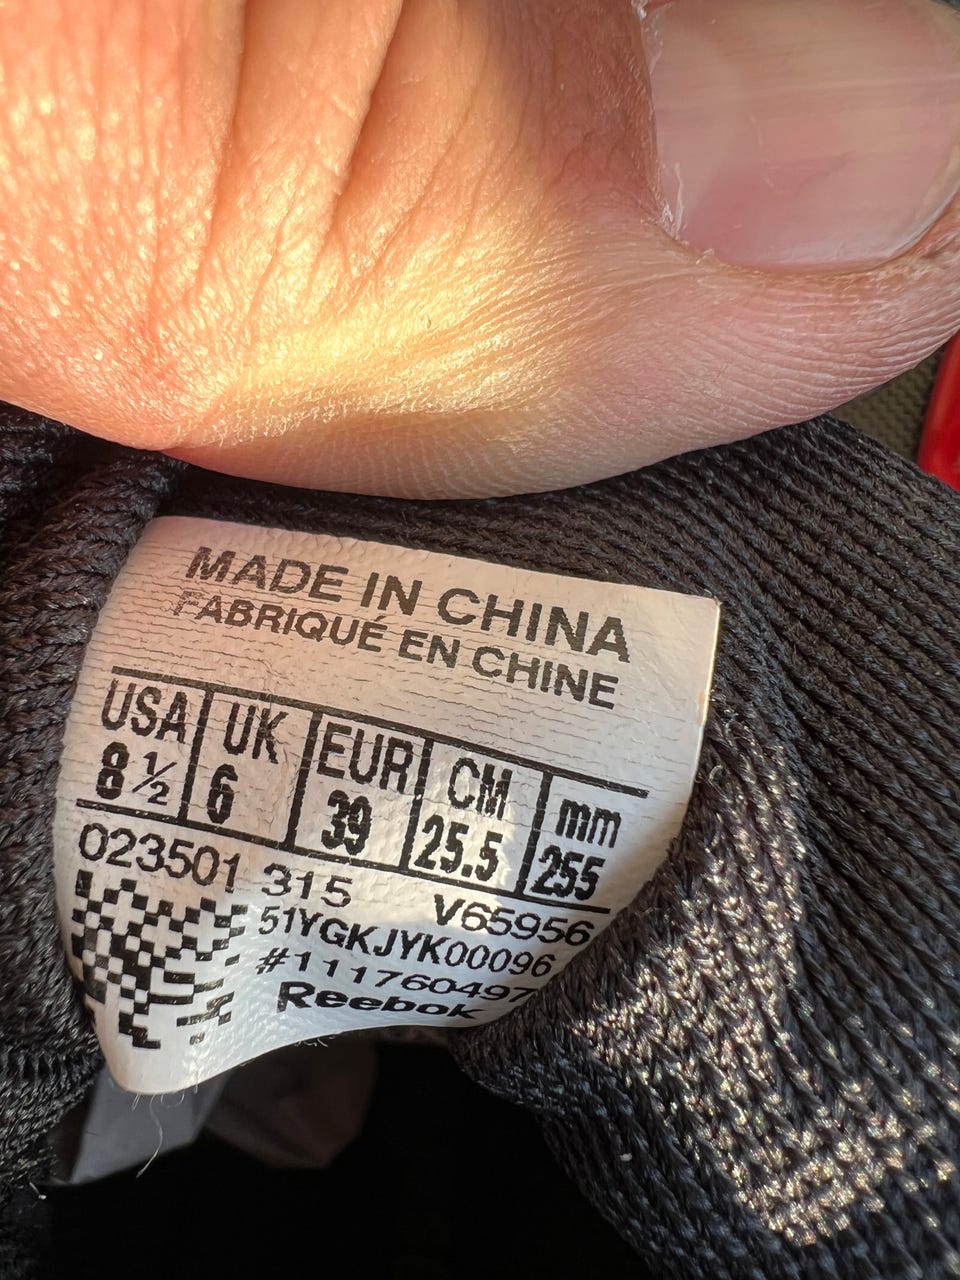 MADE IN CHINA
FABRIQUÉ EN CHINE
USA UK EUR CM mm
8 ½ 6 39 25.5 255
023501 315 V65956
51YGKJYK00096
#111760497
Reebok